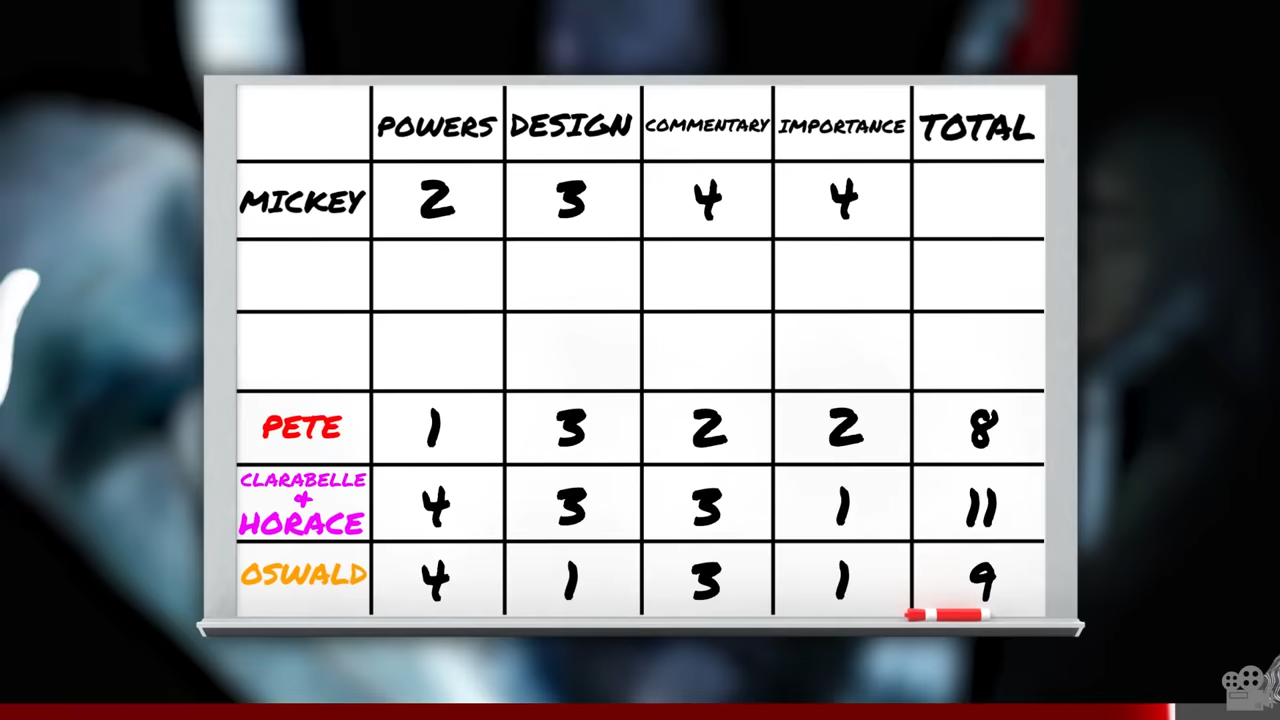 POWERS DESIGN COMMENTARY IMPORTANCE TOTAL
MICKEY 2 3 4 4
PETE 1 3 2 2 8
CLARABELLE
&
HORACE 4 3 3 1 11
OSWALD 4 1 3 1 9